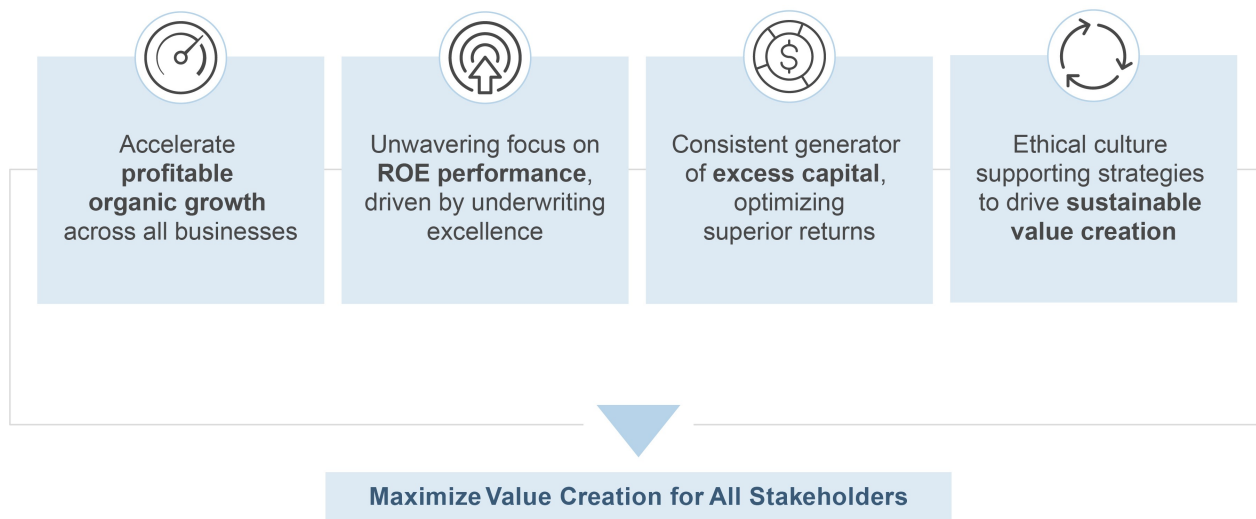 Accelerate
profitable
organic growth
across all businesses
Unwavering focus on
ROE performance,
driven by underwriting
excellence
$
Consistent generator
of excess capital,
optimizing
superior returns
Ethical culture
supporting strategies
to drive sustainable
value creation
Maximize Value Creation for All Stakeholders